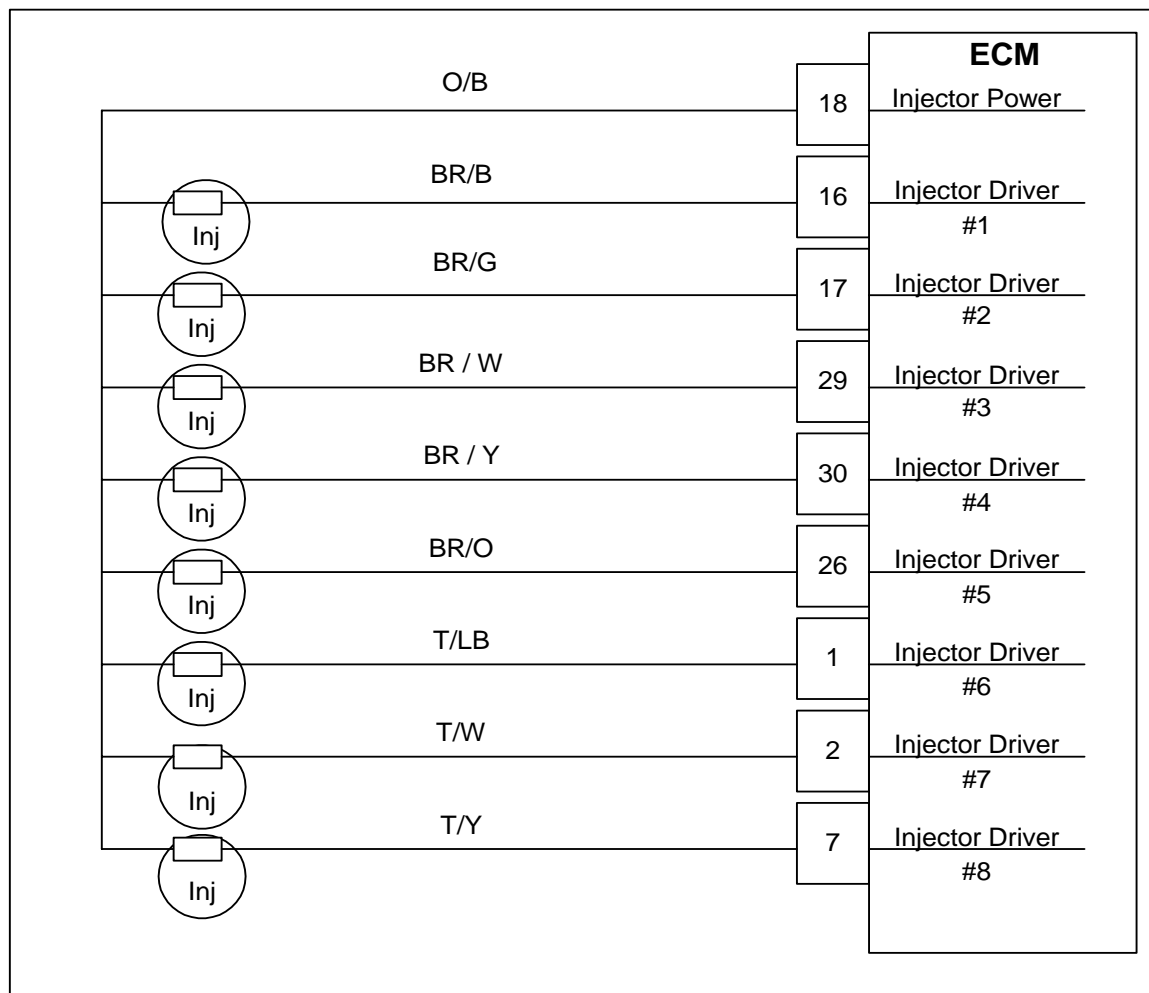 ECM
O/B
18
Injector Power
BR/B
16
Injector Driver
#1
Inj
BR/G
17
Injector Driver
#2
Inj
BR / W
29
Injector Driver
#3
Inj
BR / Y
30
Injector Driver
#4
Inj
BR/O
26
Injector Driver
#5
Inj
T/LB
1
Injector Driver
#6
Inj
T/W
2
Injector Driver
#7
Inj
T/Y
7
Injector Driver
#8
Inj